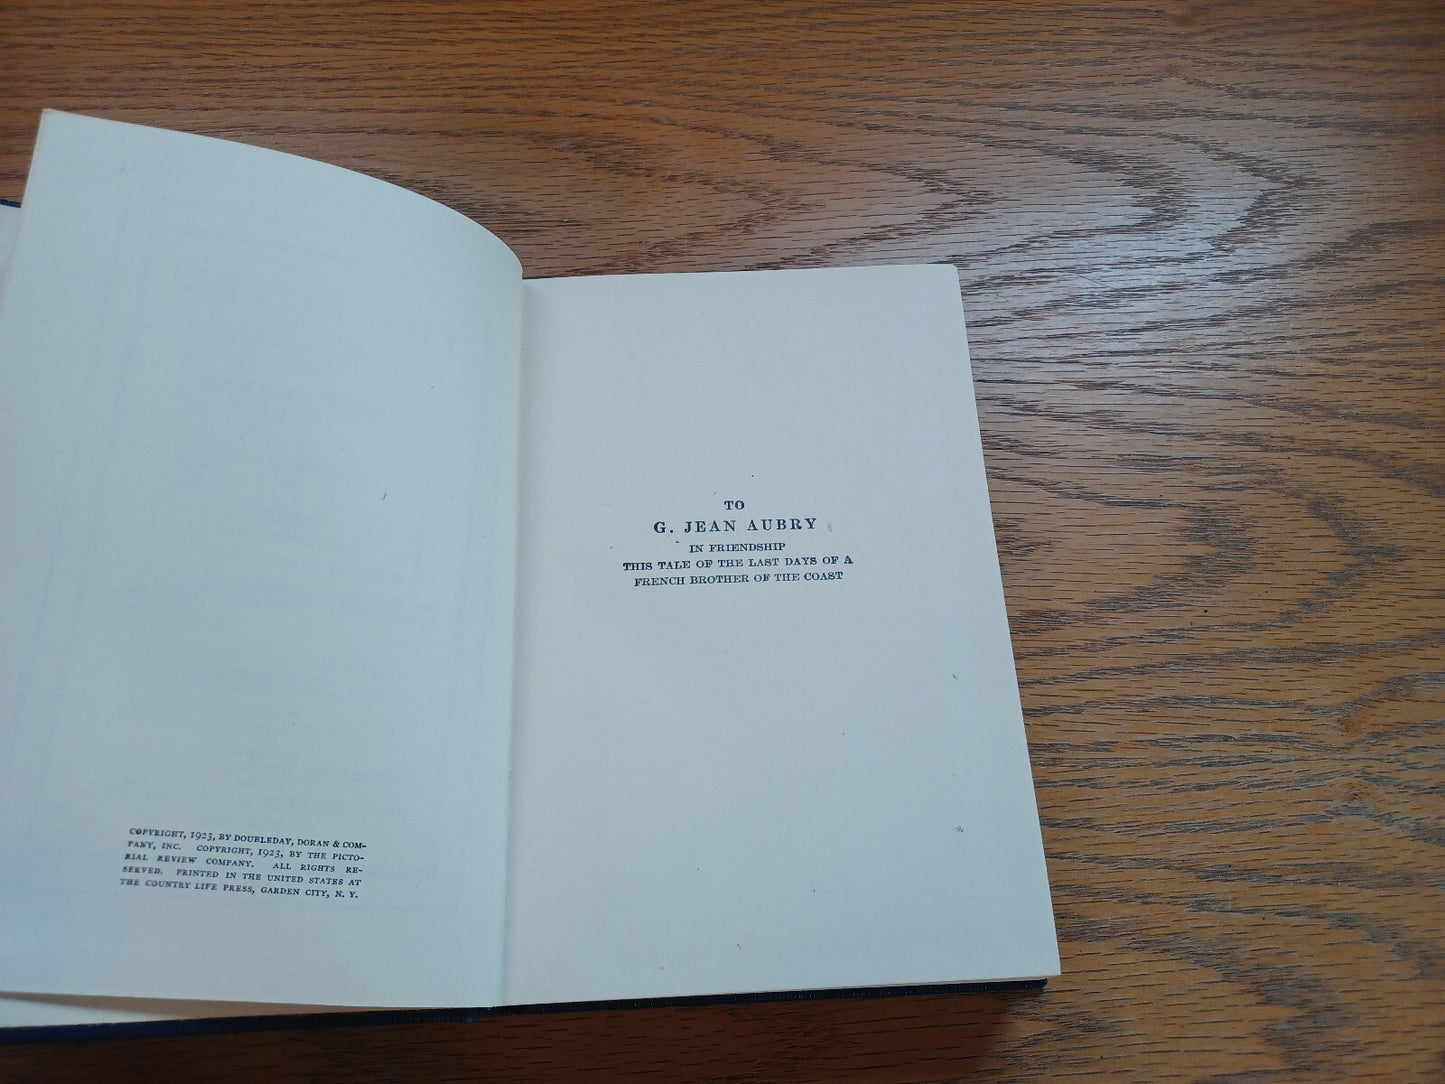 COPYRIGHT, 1923, BY DOUBLEDAY, DORAN & COM-
PANY, INC. COPYRIGHT, 1923, BY THE PICTO-
RIAL REVIEW COMPANY. ALL RIGHTS RE-
SERVED. PRINTED IN THE UNITED STATES AT
THE COUNTRY LIFE PRESS, GARDEN CITY, N. Y.
TO
G. JEAN AUBRY
IN FRIENDSHIP
THIS TALE OF THE LAST DAYS OF A
FRENCH BROTHER OF THE COAST